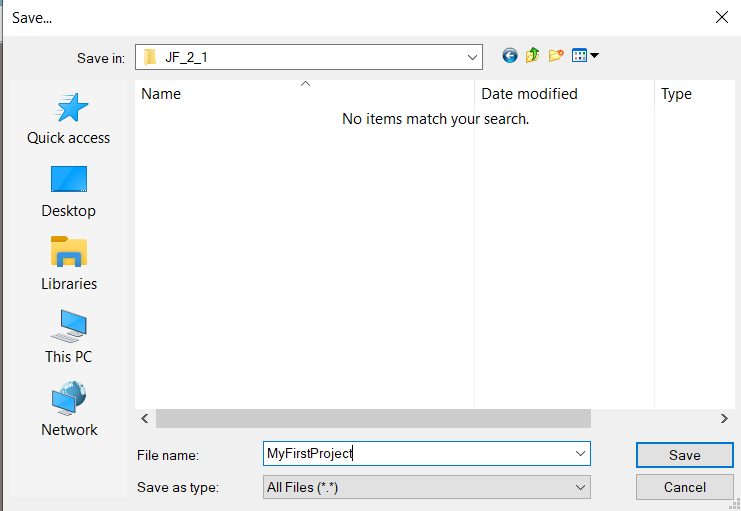 Save...
Save in: JF_2_1
Name Date modified Type
No items match your search.
Quick access
Desktop
Libraries
This PC
Network
File name: MyFirstProject Save
Save as type: All Files (*.*) Cancel